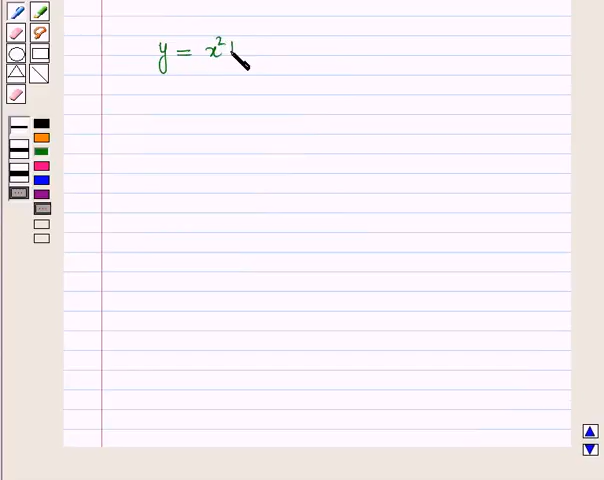 y = x²